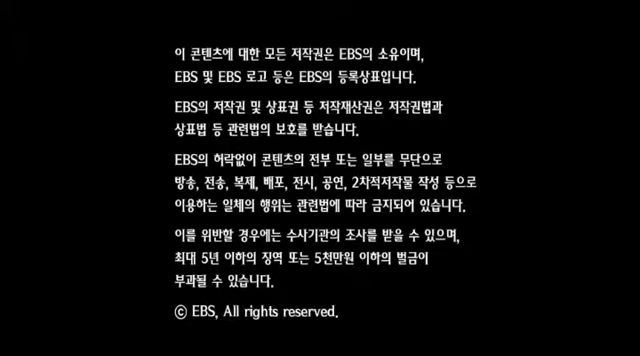 이 콘텐츠에 대한 모든 저작권은 EBS의 소유이며,
EBS 및 EBS 로고 등은 EBS의 등록상표입니다.
EBS의 저작권 및 상표권 등 저작재산권은 저작권법과
상표법 등 관련법의 보호를 받습니다.
EBS의 허락없이 콘텐츠의 전부 또는 일부를 무단으로
방송, 전송, 복제, 배포, 전시, 공연, 2차적저작물 작성 등으로
이용하는 일체의 행위는 관련법에 따라 금지되어 있습니다.
이를 위반할 경우에는 수사기관의 조사를 받을 수 있으며,
최대 5년 이하의 징역 또는 5천만원 이하의 벌금이
부과될 수 있습니다.
ⓒ EBS, All rights reserved.